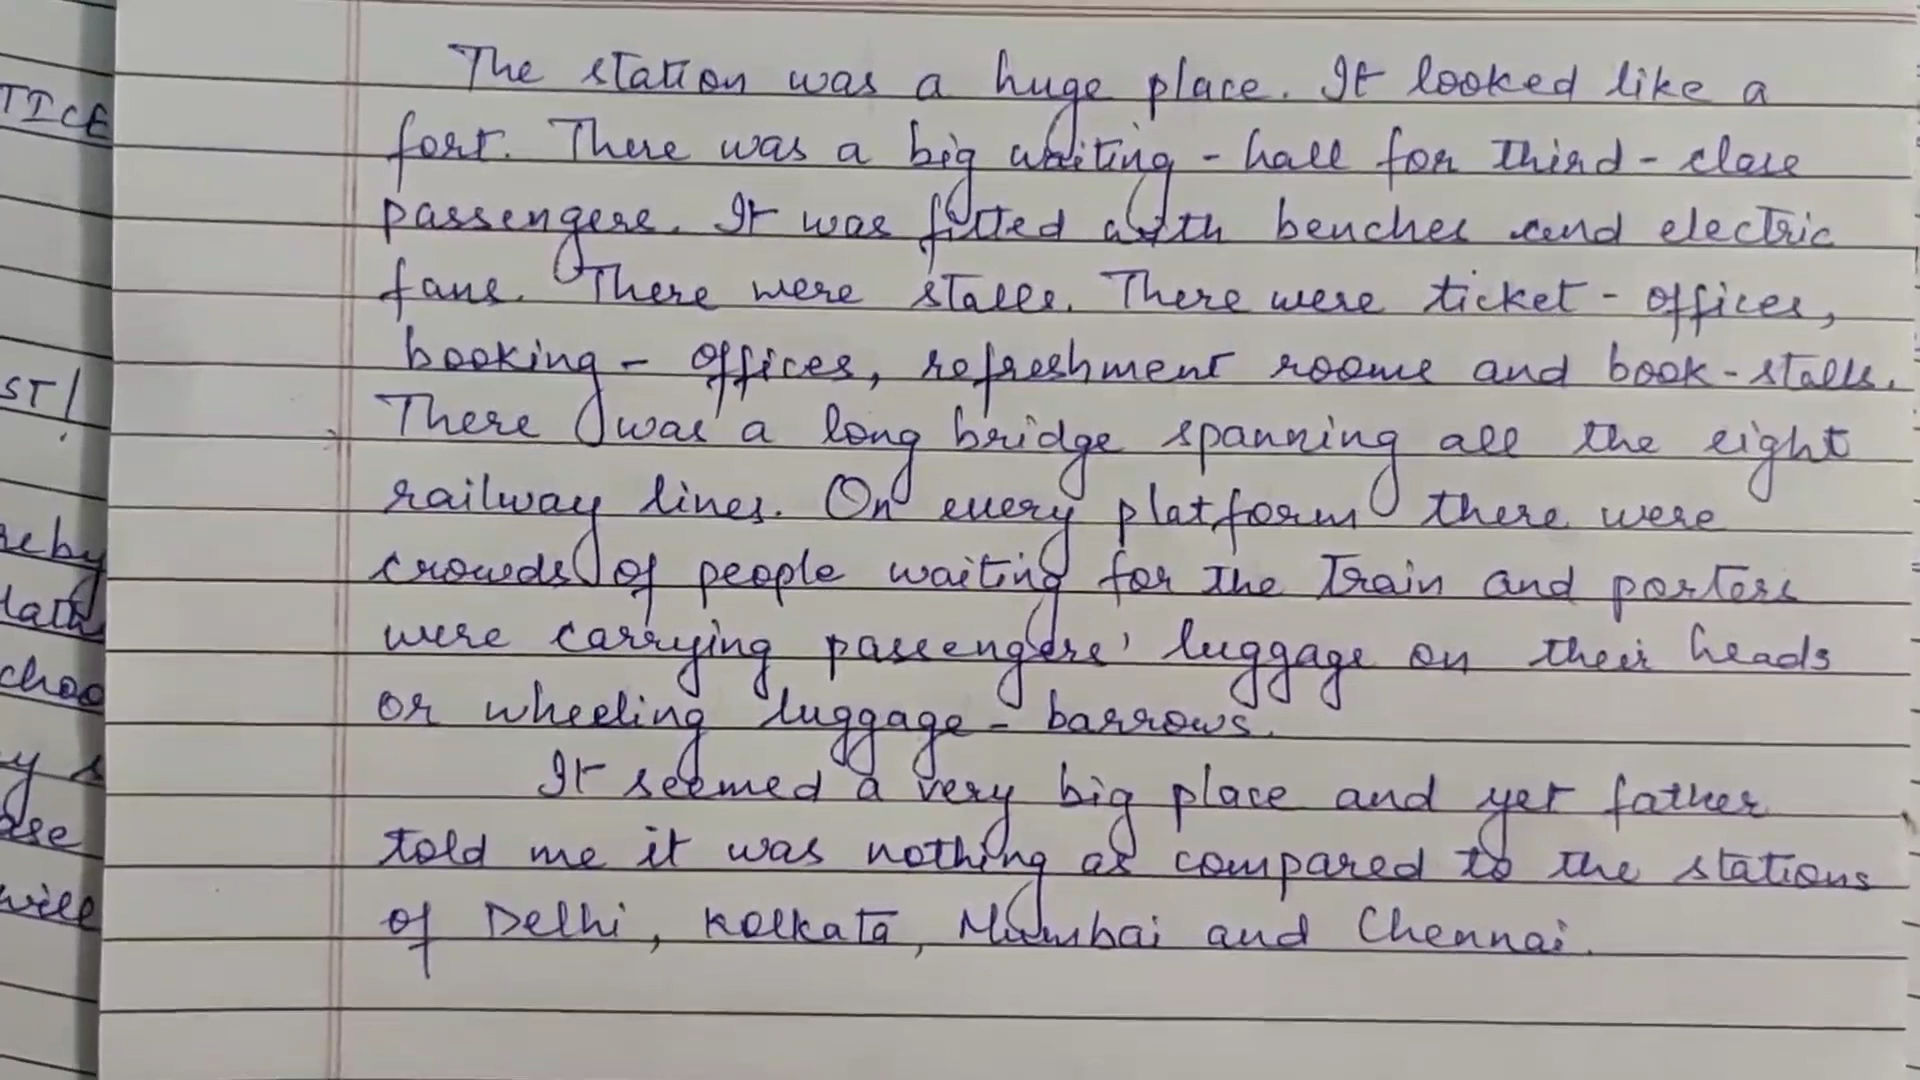 The station was a huge place. It looked like a
fort. There was a big waiting - hall for third - class
passengers. It was fitted with benches and electric
fans. There were stalls. There were ticket - offices,
booking - offices, refreshment rooms and book - stalls.
There was a long bridge spanning all the eight
railway lines. On every platform there were
crowds of people waiting for the train and porters
were carrying passengers' luggage on their heads
or wheeling luggage - barrows.
It seemed a very big place and yet father
told me it was nothing as compared to the stations
of Delhi, Kolkata, Mumbai and Chennai.
TICE
ST/
reby
choo
y s
will